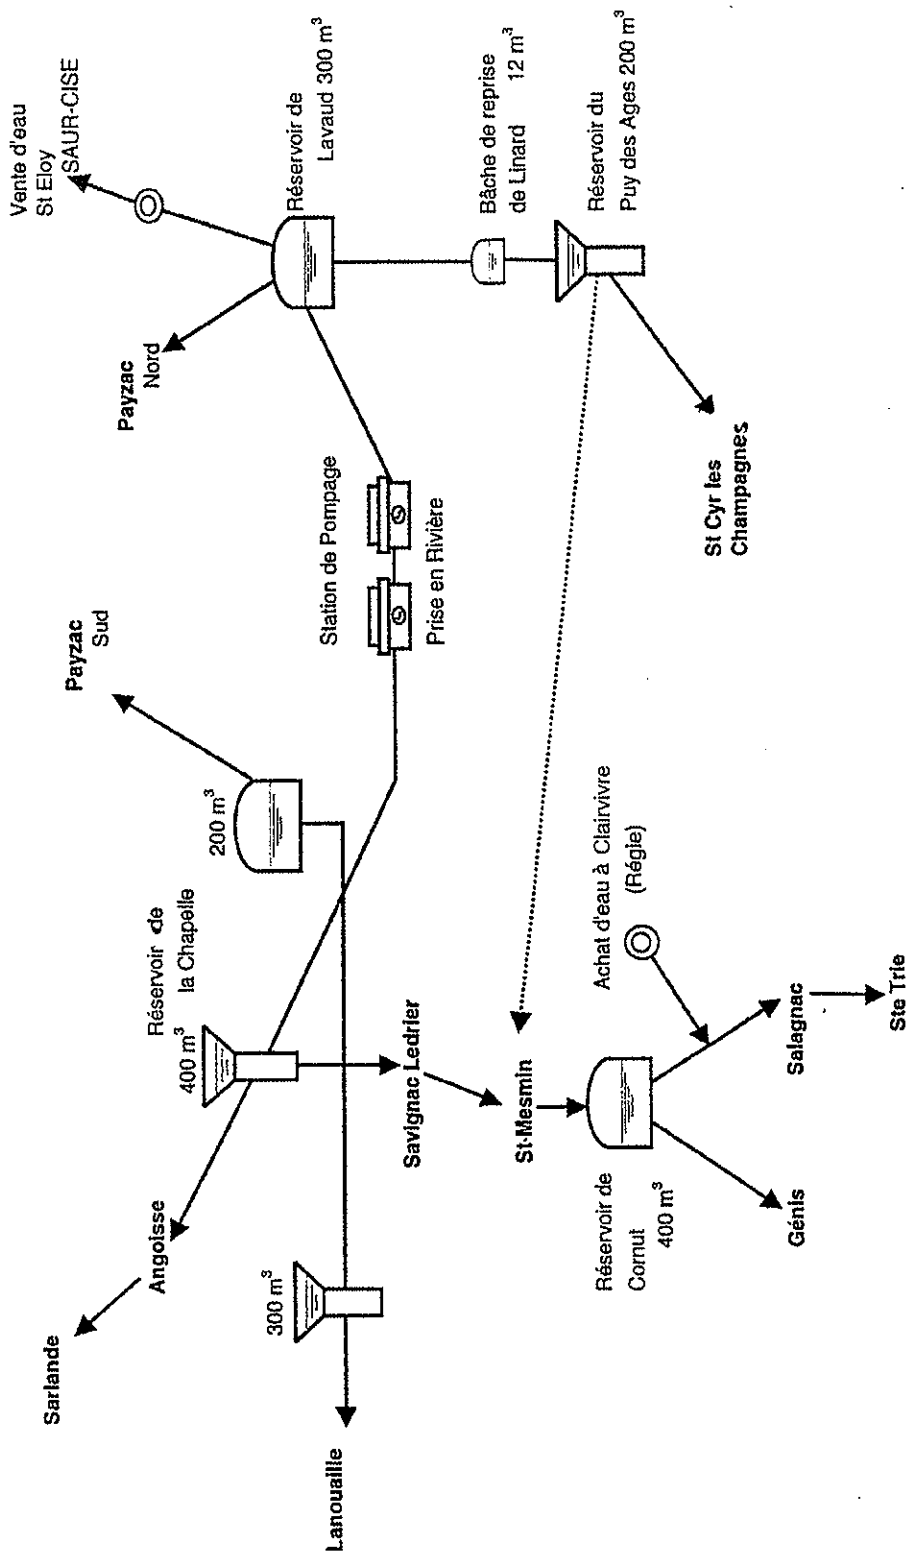 Vente d'eau
St Eloy
SAUR-CISE
Payzac
Nord
Réservoir de
Lavaud 300 m³
Bâche de reprise
de Linard 12 m³
Réservoir du
Puy des Ages 200 m³
St Cyr les
Champagnes
Station de Pompage
Prise en Rivière
Payzac
Sud
200 m³
Réservoir de
la Chapelle
400 m³
Savignac Ledrier
Achat d'eau à Clairvivre
(Régie)
St-Mesmin
Réservoir de
Cornut 400 m³
Salagnac
Ste Trie
Génis
Angoisse
Sarlande
300 m³
Lanouaille